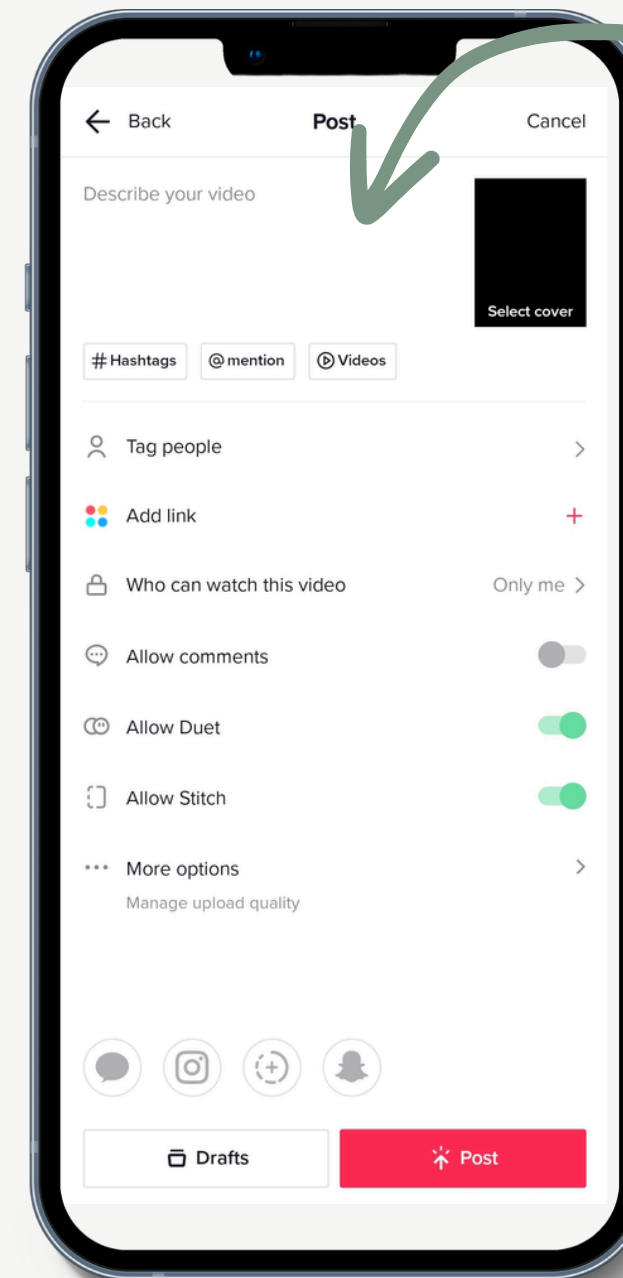 Back Post Cancel
Describe your video
Select cover
#Hashtags @mention Videos
Tag people
Add link +
Who can watch this video Only me
Allow comments
Allow Duet
Allow Stitch
More options
Manage upload quality
Drafts Post